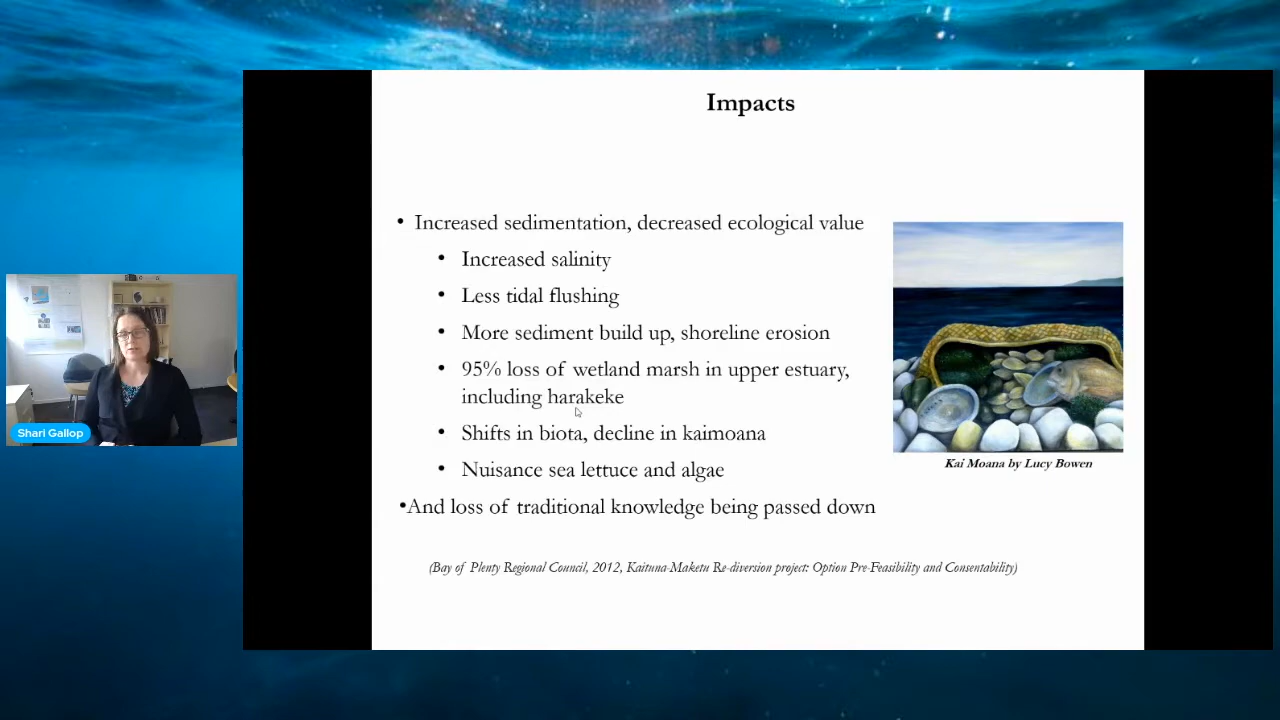 Impacts
• Increased sedimentation, decreased ecological value
• Increased salinity
• Less tidal flushing
• More sediment build up, shoreline erosion
• 95% loss of wetland marsh in upper estuary,
including harakeke
• Shifts in biota, decline in kaimoana
• Nuisance sea lettuce and algae
•And loss of traditional knowledge being passed down
Kai Moana by Lucy Bowen
(Bay of Plenty Regional Council, 2012, Kaituna-Maketu Re-diversion project: Option Pre-Feasibility and Consentability)
Shari Gallop